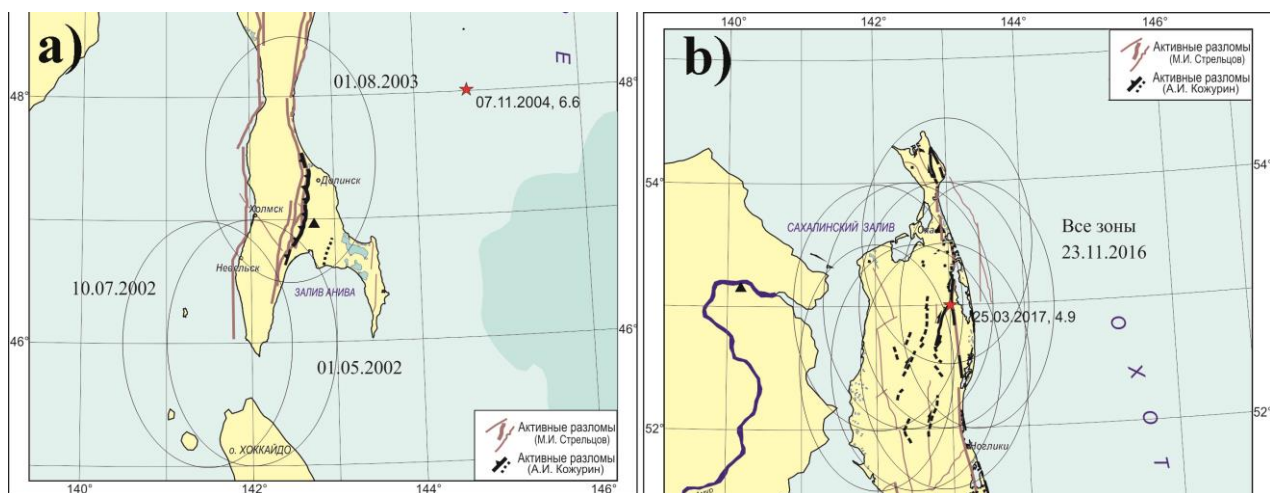 a)
140°
142°
144°
146°
48°
48°
46°
46°
Е
01.08.2003
07.11.2004, 6.6
Долинск
Холмск
Невельск
ЗАЛИВ АНИВА
10.07.2002
01.05.2002
о. ХОККАЙДО
Активные разломы
(М.И. Стрельцов)
Активные разломы
(А.И. Кожурин)
b)
140°
142°
144°
146°
Активные разломы
(М.И. Стрельцов)
Активные разломы
(А.И. Кожурин)
54°
54°
САХАЛИНСКИЙ ЗАЛИВ
Оха
Все зоны
23.11.2016
25.03.2017, 4.9
О Х О Т
52°
52°
Ноглики
140°
142°
144°